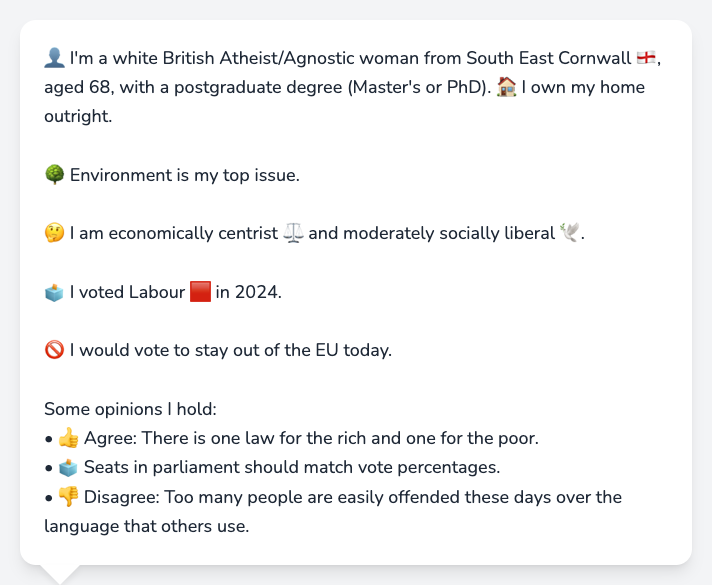 👤 I'm a white British Atheist/Agnostic woman from South East Cornwall 🏴󠁧󠁢󠁥󠁮󠁧󠁿,
aged 68, with a postgraduate degree (Master's or PhD). 🏠 I own my home
outright.
🌳 Environment is my top issue.
🤔 I am economically centrist ⚖️ and moderately socially liberal 🕊️.
🗳️ I voted Labour 🟥 in 2024.
🚫 I would vote to stay out of the EU today.
Some opinions I hold:
• 👍 Agree: There is one law for the rich and one for the poor.
• 🗳️ Seats in parliament should match vote percentages.
• 👎 Disagree: Too many people are easily offended these days over the
language that others use.